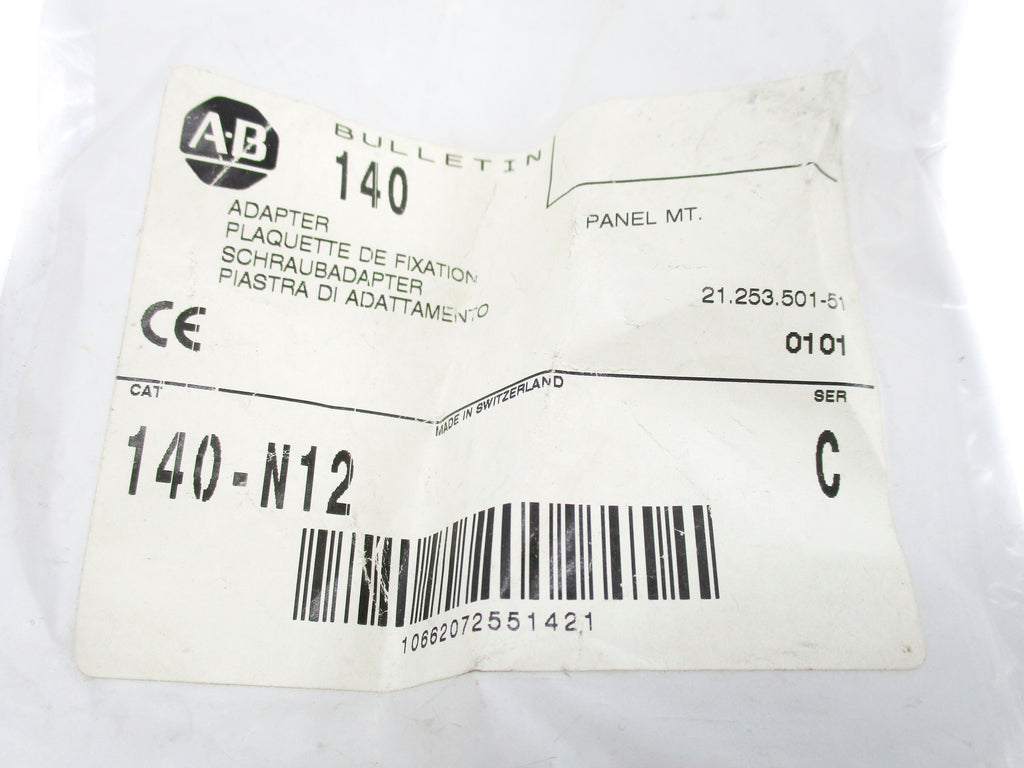 A-B
BULLETIN
140
ADAPTER
PLAQUETTE DE FIXATION
SCHRAUBADAPTER
PIASTRA DI ADATTAMENTO
PANEL MT.
21.253.501-51
0101
CE
CAT
MADE IN SWITZERLAND
SER
140-N12
C
10662072551421